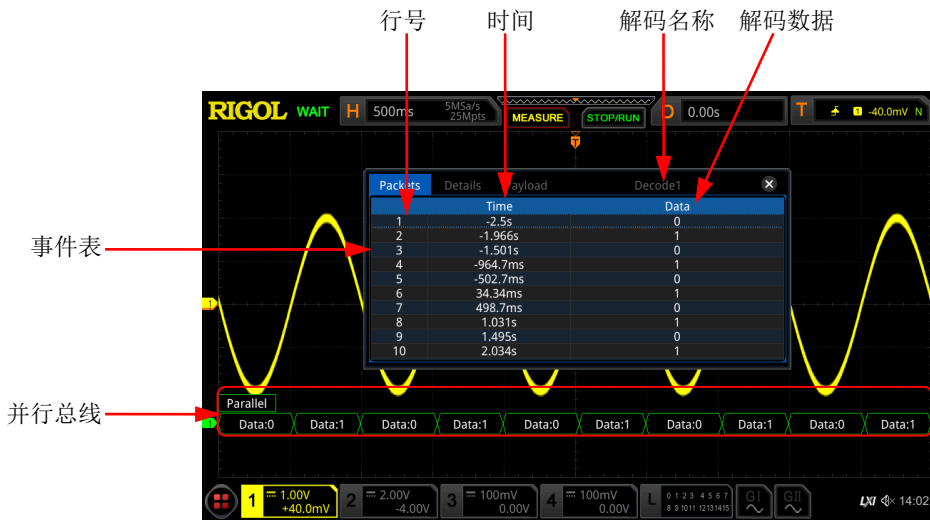 行号 时间 解码名称 解码数据
RIGOL WAIT H 500ms 5MSa/s 25Mpts MEASURE STOP/RUN D 0.00s T 1 -40.0mV N
T
Packets Details Payload Decode1
Time Data
1 -2.5s 0
2 -1.966s 1
事件表
3 -1.501s 0
4 -964.7ms 1
5 -502.7ms 0
6 34.34ms 1
7 498.7ms 0
8 1.031s 1
9 1.495s 0
10 2.034s 1
1
Parallel
并行总线
1 Data:0 Data:1 Data:0 Data:1 Data:0 Data:1 Data:0 Data:1 Data:0 Data:1
1 1.00V +40.0mV 2 2.00V -4.00V 3 100mV 0.00V 4 100mV 0.00V L 0 1 2 3 4 5 6 7 8 9 10 11 12 13 14 15 GI GII LXI 14:02